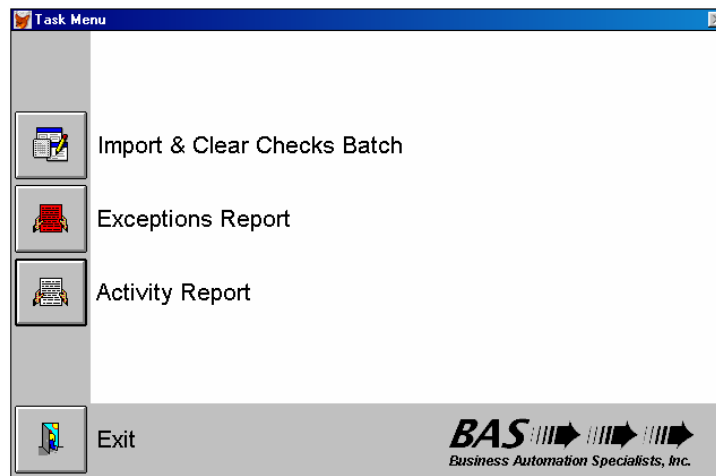 Task Menu
Import & Clear Checks Batch
Exceptions Report
Activity Report
Exit
BAS
Business Automation Specialists, Inc.